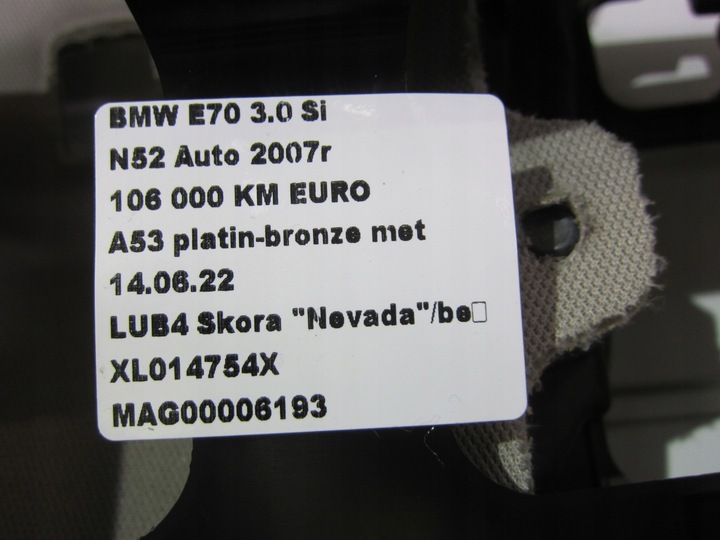 BMW E70 3.0 Si
N52 Auto 2007r
106 000 KM EURO
A53 platin-bronze met
14.06.22
LUB4 Skora "Nevada"/be□
XL014754X
MAG00006193